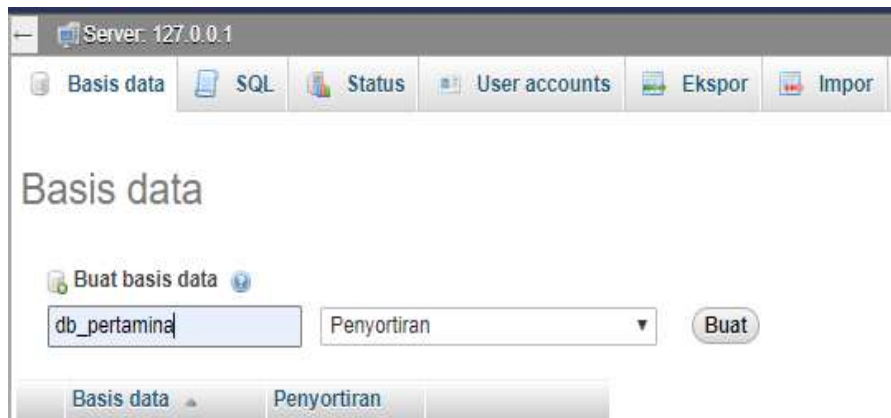 Server: 127.0.0.1
Basis data SQL Status User accounts Ekspor Impor
Basis data
Buat basis data
db_pertamina Penyortiran Buat
Basis data Penyortiran